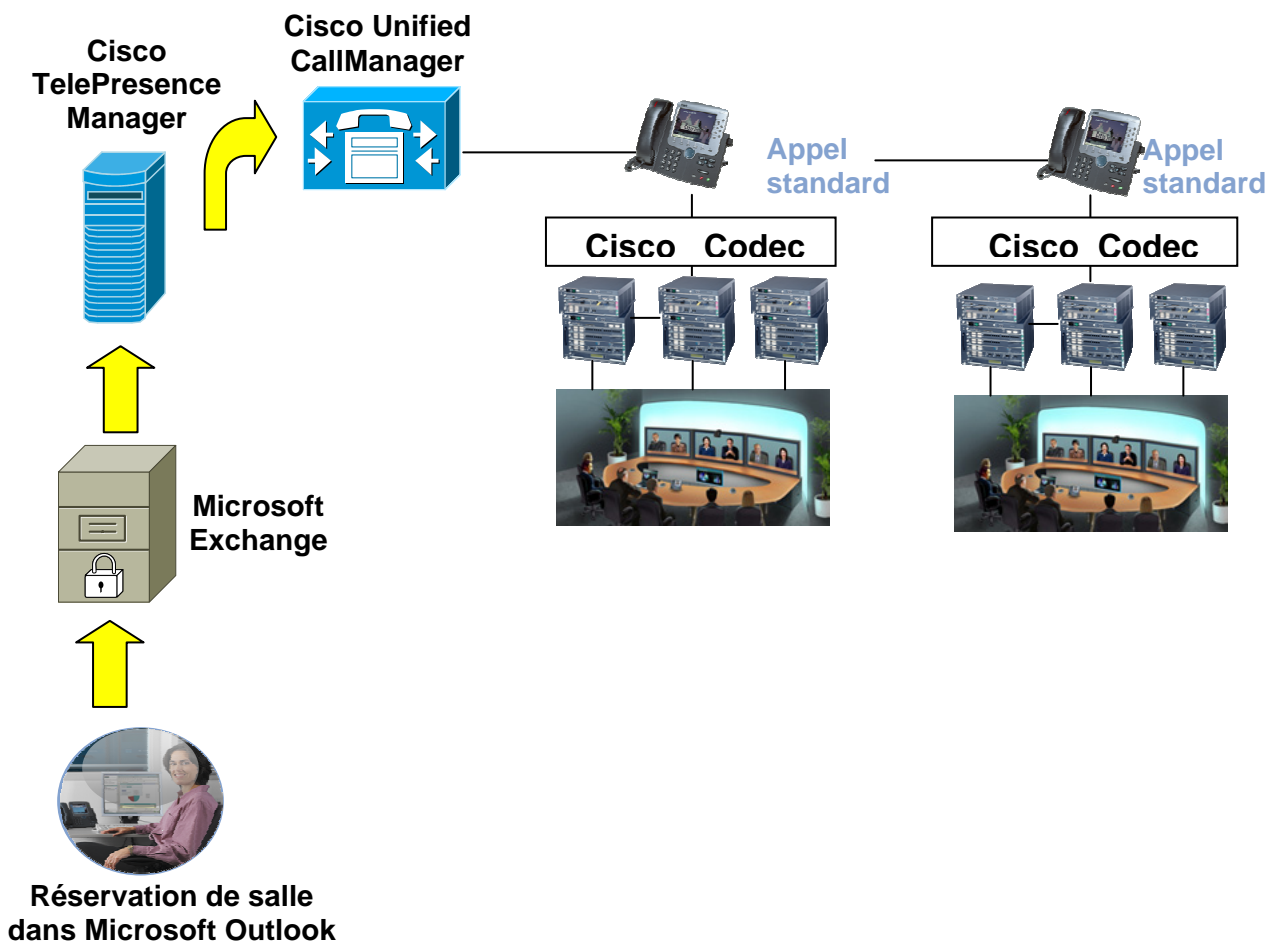 Cisco
TelePresence
Manager
Cisco Unified
CallManager
Appel
standard
Appel
standard
Cisco Codec
Cisco Codec
Microsoft
Exchange
Réservation de salle
dans Microsoft Outlook